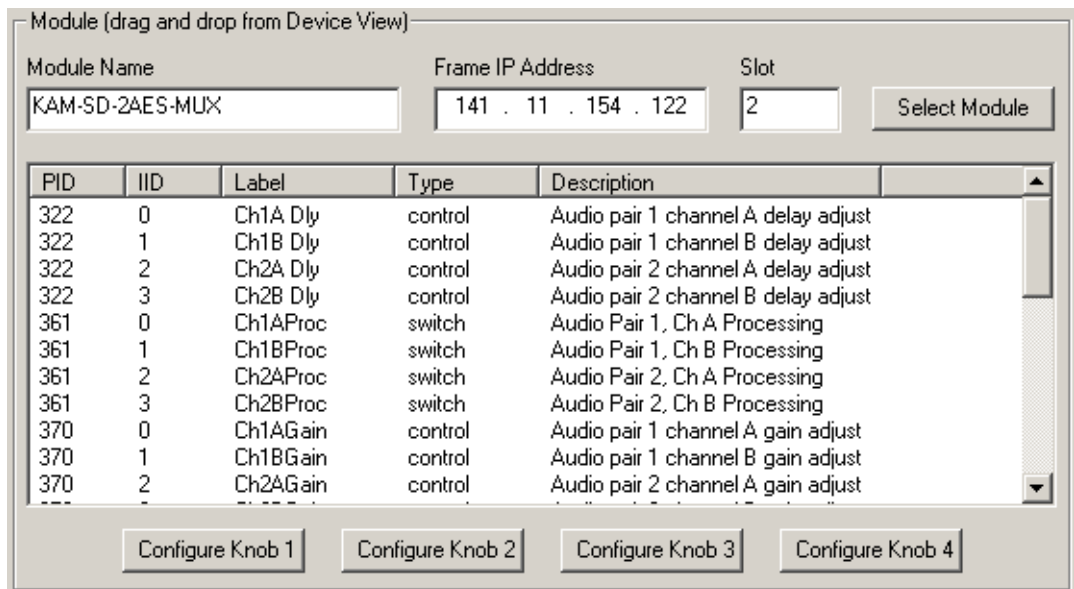 Module (drag and drop from Device View)
Module Name Frame IP Address Slot
KAM-SD-2AES-MUX 141 . 11 . 154 . 122 2 Select Module
PID IID Label Type Description
322 0 Ch1A Dly control Audio pair 1 channel A delay adjust
322 1 Ch1B Dly control Audio pair 1 channel B delay adjust
322 2 Ch2A Dly control Audio pair 2 channel A delay adjust
322 3 Ch2B Dly control Audio pair 2 channel B delay adjust
361 0 Ch1AProc switch Audio Pair 1, Ch A Processing
361 1 Ch1BProc switch Audio Pair 1, Ch B Processing
361 2 Ch2AProc switch Audio Pair 2, Ch A Processing
361 3 Ch2BProc switch Audio Pair 2, Ch B Processing
370 0 Ch1AGain control Audio pair 1 channel A gain adjust
370 1 Ch1BGain control Audio pair 1 channel B gain adjust
370 2 Ch2AGain control Audio pair 2 channel A gain adjust
Configure Knob 1 Configure Knob 2 Configure Knob 3 Configure Knob 4